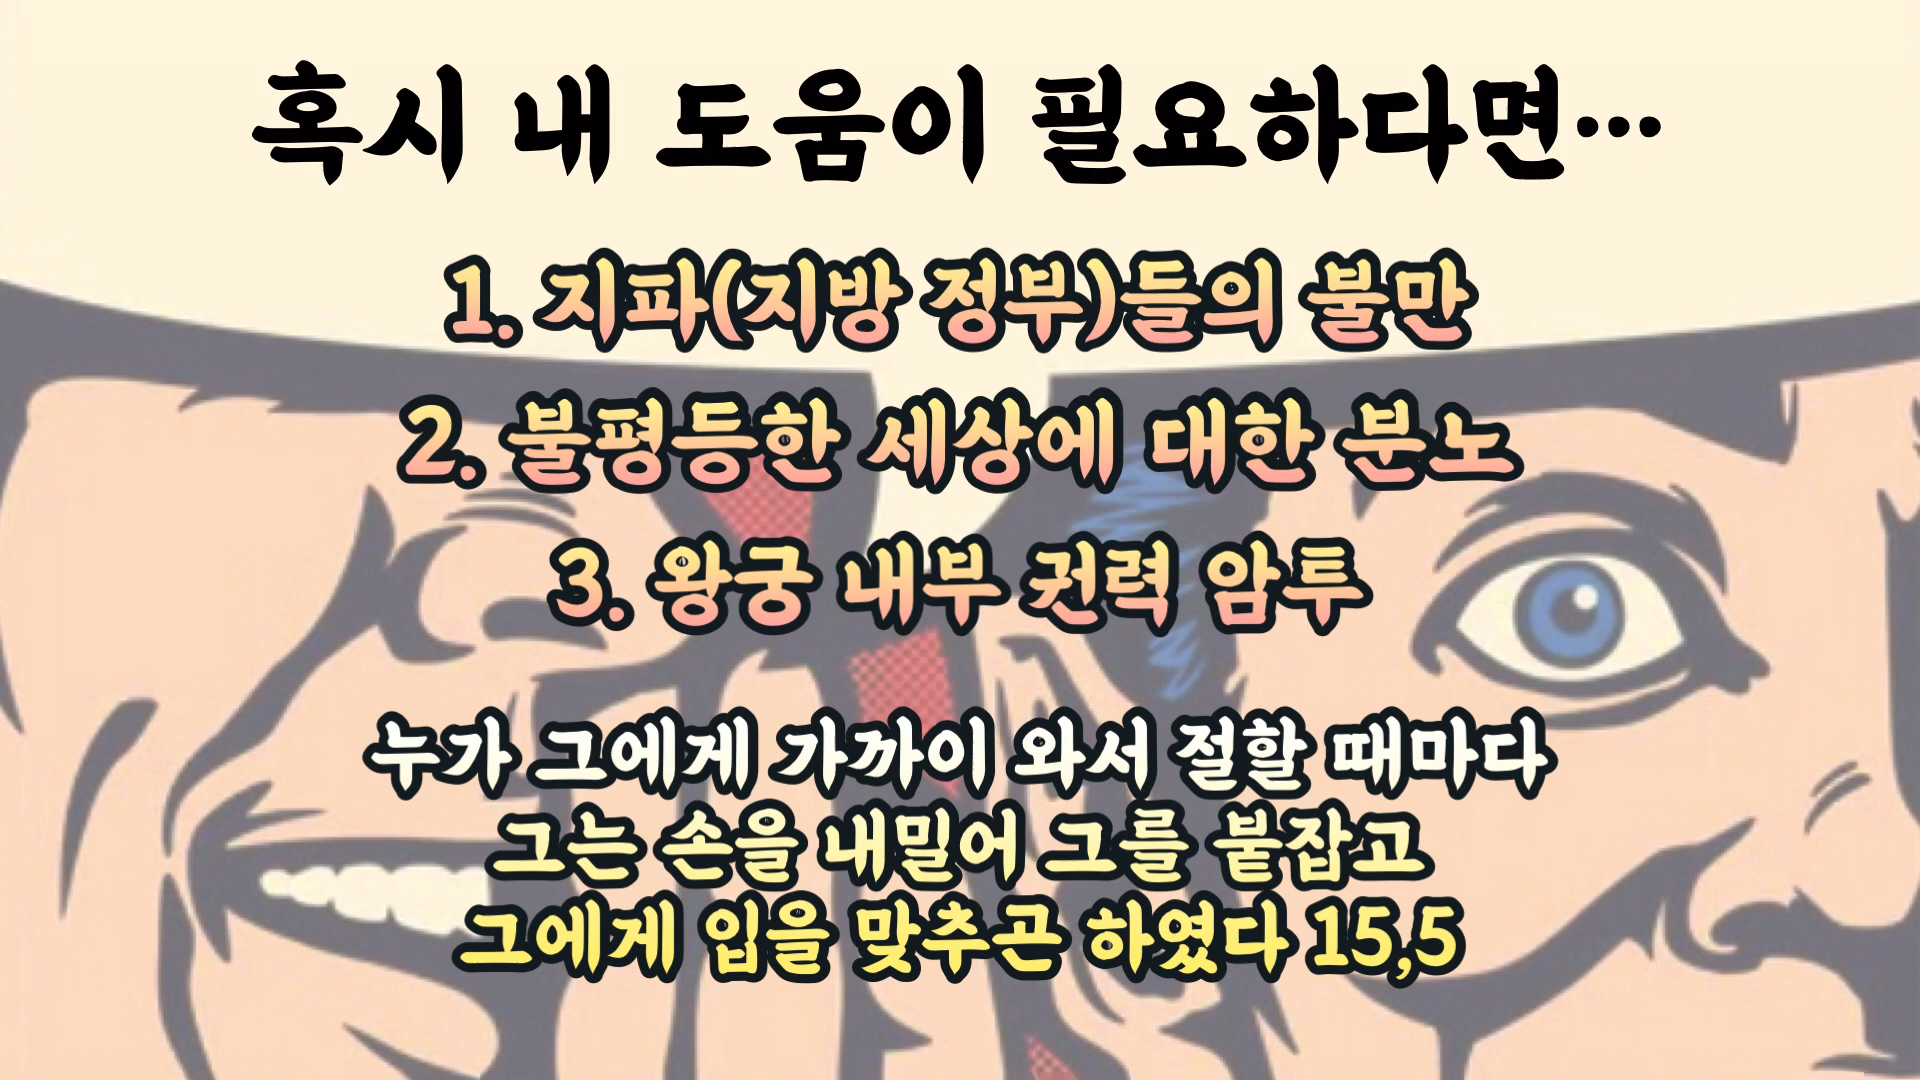 혹시 내 도움이 필요하다면…
1. 지파(지방 정부)들의 불만
2. 불평등한 세상에 대한 분노
3. 왕궁 내부 권력 암투
누가 그에게 가까이 와서 절할 때마다
그는 손을 내밀어 그를 붙잡고
그에게 입을 맞추곤 하였다 15,5